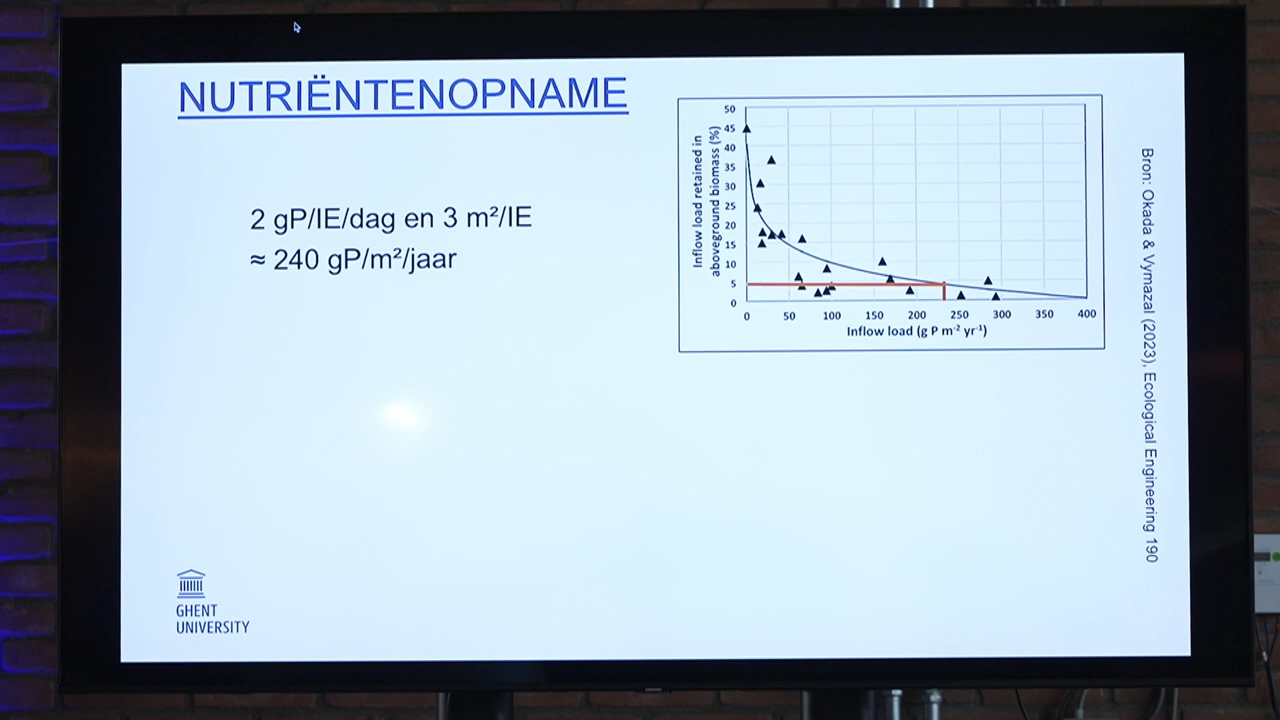 NUTRIËNTENOPNAME
2 gP/IE/dag en 3 m²/IE
≈ 240 gP/m²/jaar
Inflow load retained in
aboveground biomass (%)
50
45
40
35
30
25
20
15
10
5
0
0 50 100 150 200 250 300 350 400
Inflow load (g P m⁻² yr⁻¹)
Bron: Okada & Vymazal (2023), Ecological Engineering 190
GHENT
UNIVERSITY